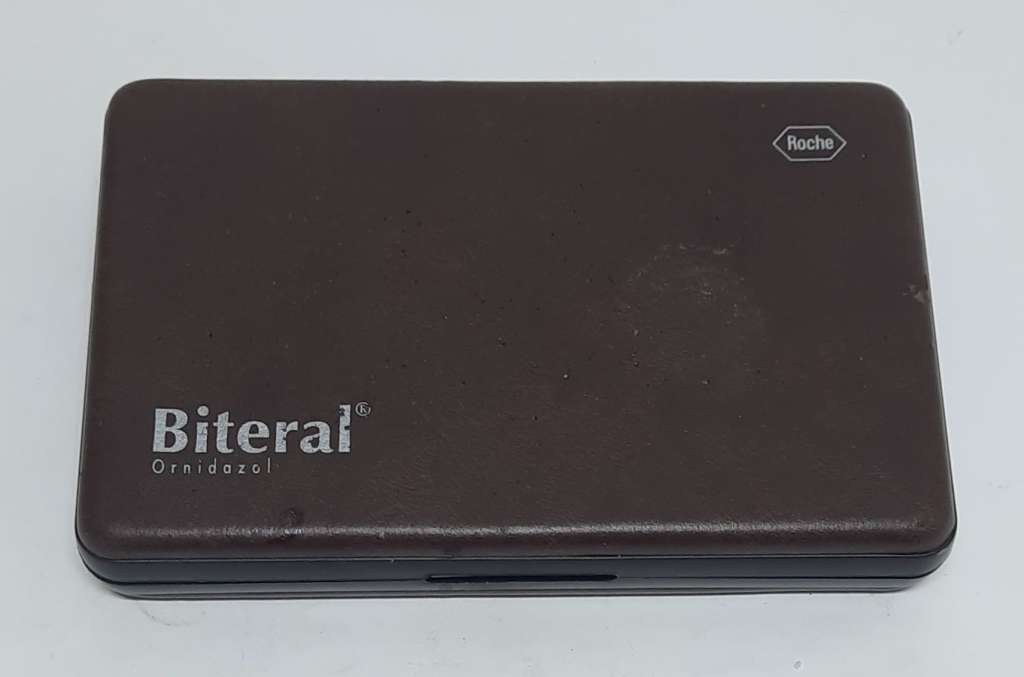 Roche
Biteral®
Ornidazol